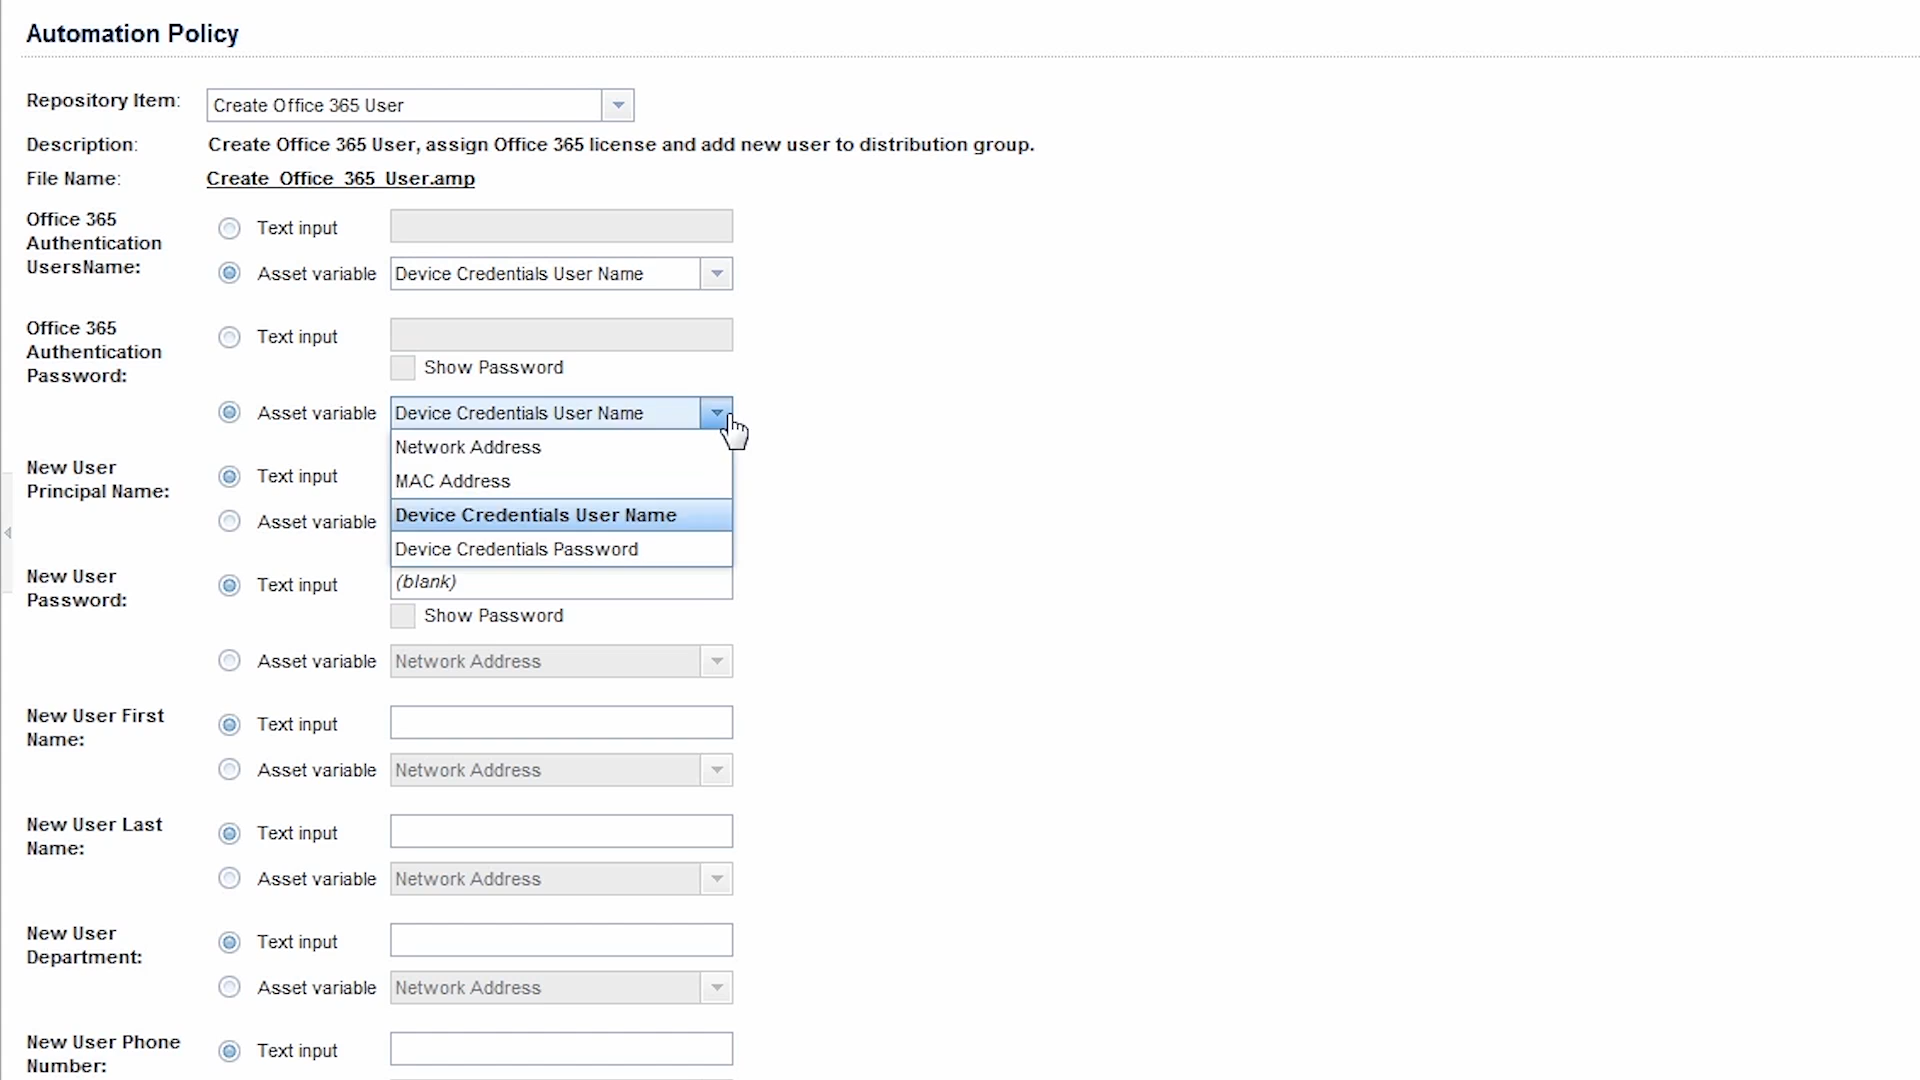 Automation Policy
Repository Item: Create Office 365 User
Description: Create Office 365 User, assign Office 365 license and add new user to distribution group.
File Name: Create_Office_365_User.amp
Office 365 Authentication UsersName:
Text input
Asset variable Device Credentials User Name
Office 365 Authentication Password:
Text input
Show Password
Asset variable Device Credentials User Name
Network Address
MAC Address
Device Credentials User Name
Device Credentials Password
New User Principal Name:
Text input
Asset variable
New User Password:
Text input (blank)
Show Password
Asset variable Network Address
New User First Name:
Text input
Asset variable Network Address
New User Last Name:
Text input
Asset variable Network Address
New User Department:
Text input
Asset variable Network Address
New User Phone Number:
Text input